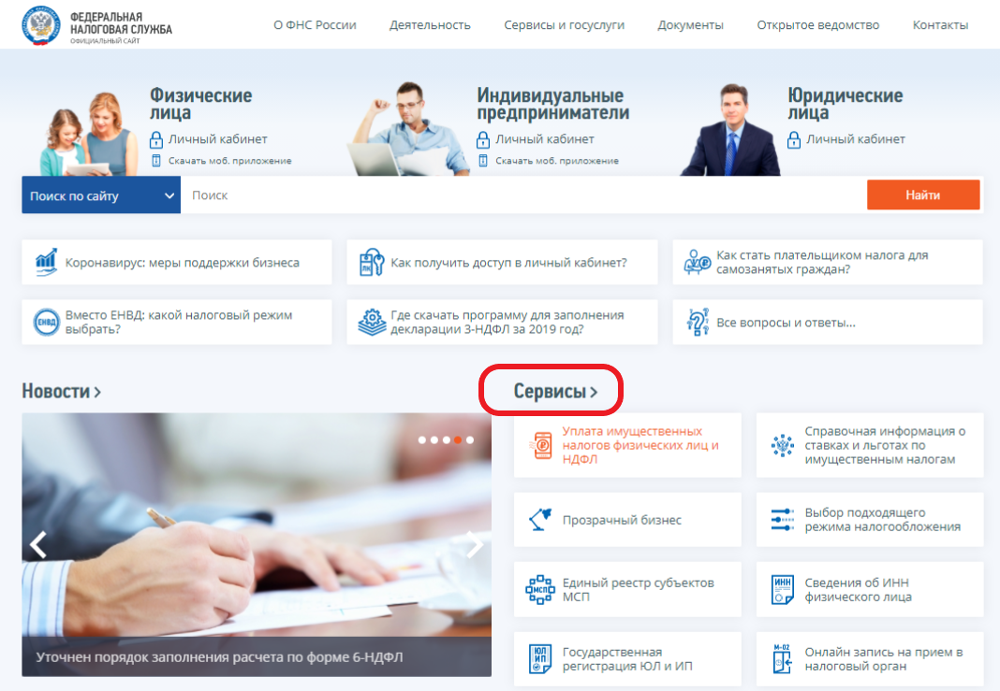 ФЕДЕРАЛЬНАЯ
НАЛОГОВАЯ СЛУЖБА
ОФИЦИАЛЬНЫЙ САЙТ
О ФНС России
Деятельность
Сервисы и госуслуги
Документы
Открытое ведомство
Контакты
Физические
лица
Личный кабинет
Скачать моб. приложение
Индивидуальные
предприниматели
Личный кабинет
Скачать моб. приложение
Юридические
лица
Личный кабинет
Поиск по сайту
Поиск
Найти
Коронавирус: меры поддержки бизнеса
ЛК
Как получить доступ в личный кабинет?
Как стать плательщиком налога для
самозанятых граждан?
ЕНВД
Вместо ЕНВД: какой налоговый режим
выбрать?
Где скачать программу для заполнения
декларации 3-НДФЛ за 2019 год?
Все вопросы и ответы...
Новости >
Уточнен порядок заполнения расчета по форме 6-НДФЛ
Сервисы >
Уплата имущественных
налогов физических лиц и
НДФЛ
Справочная информация о
ставках и льготах по
имущественным налогам
Прозрачный бизнес
Выбор подходящего
режима налогообложения
МСП
Единый реестр субъектов
МСП
ИНН
Сведения об ИНН
физического лица
ЮЛ
ИП
Государственная
регистрация ЮЛ и ИП
М-02
Онлайн запись на прием в
налоговый орган